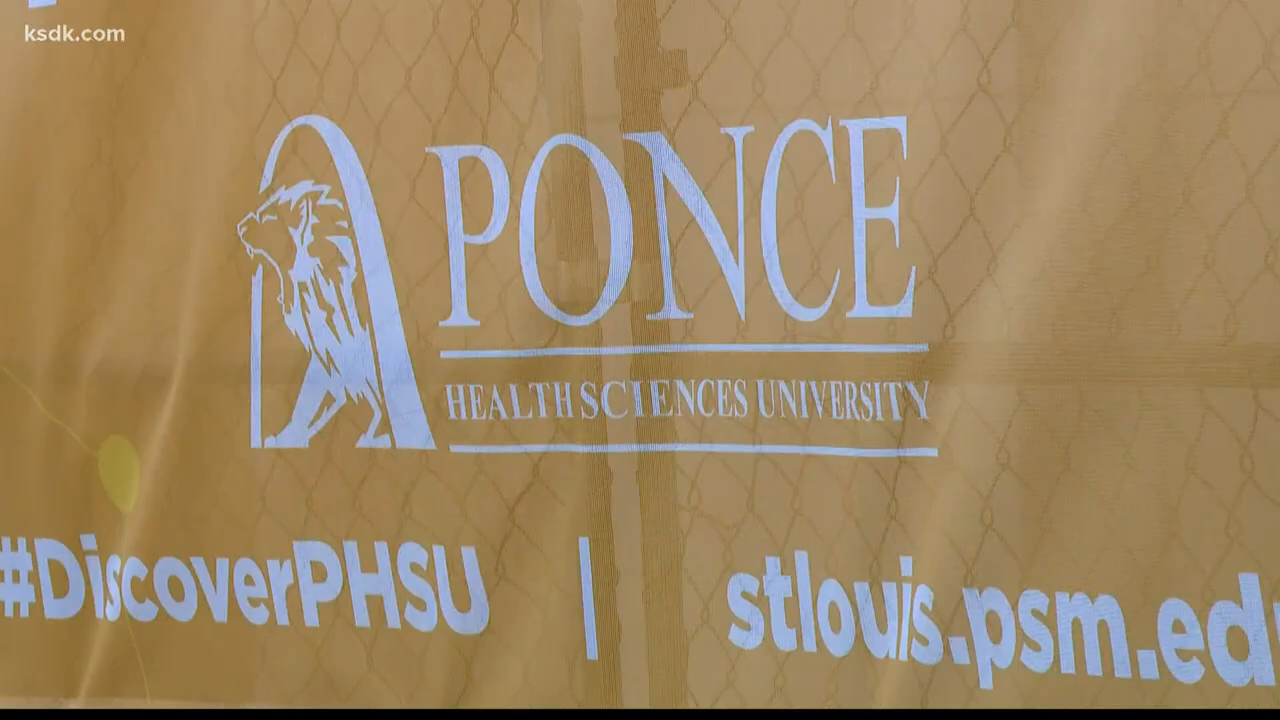 ksdk.com
PONCE
HEALTH SCIENCES UNIVERSITY
#DiscoverPHSU | stlouis.psm.ed